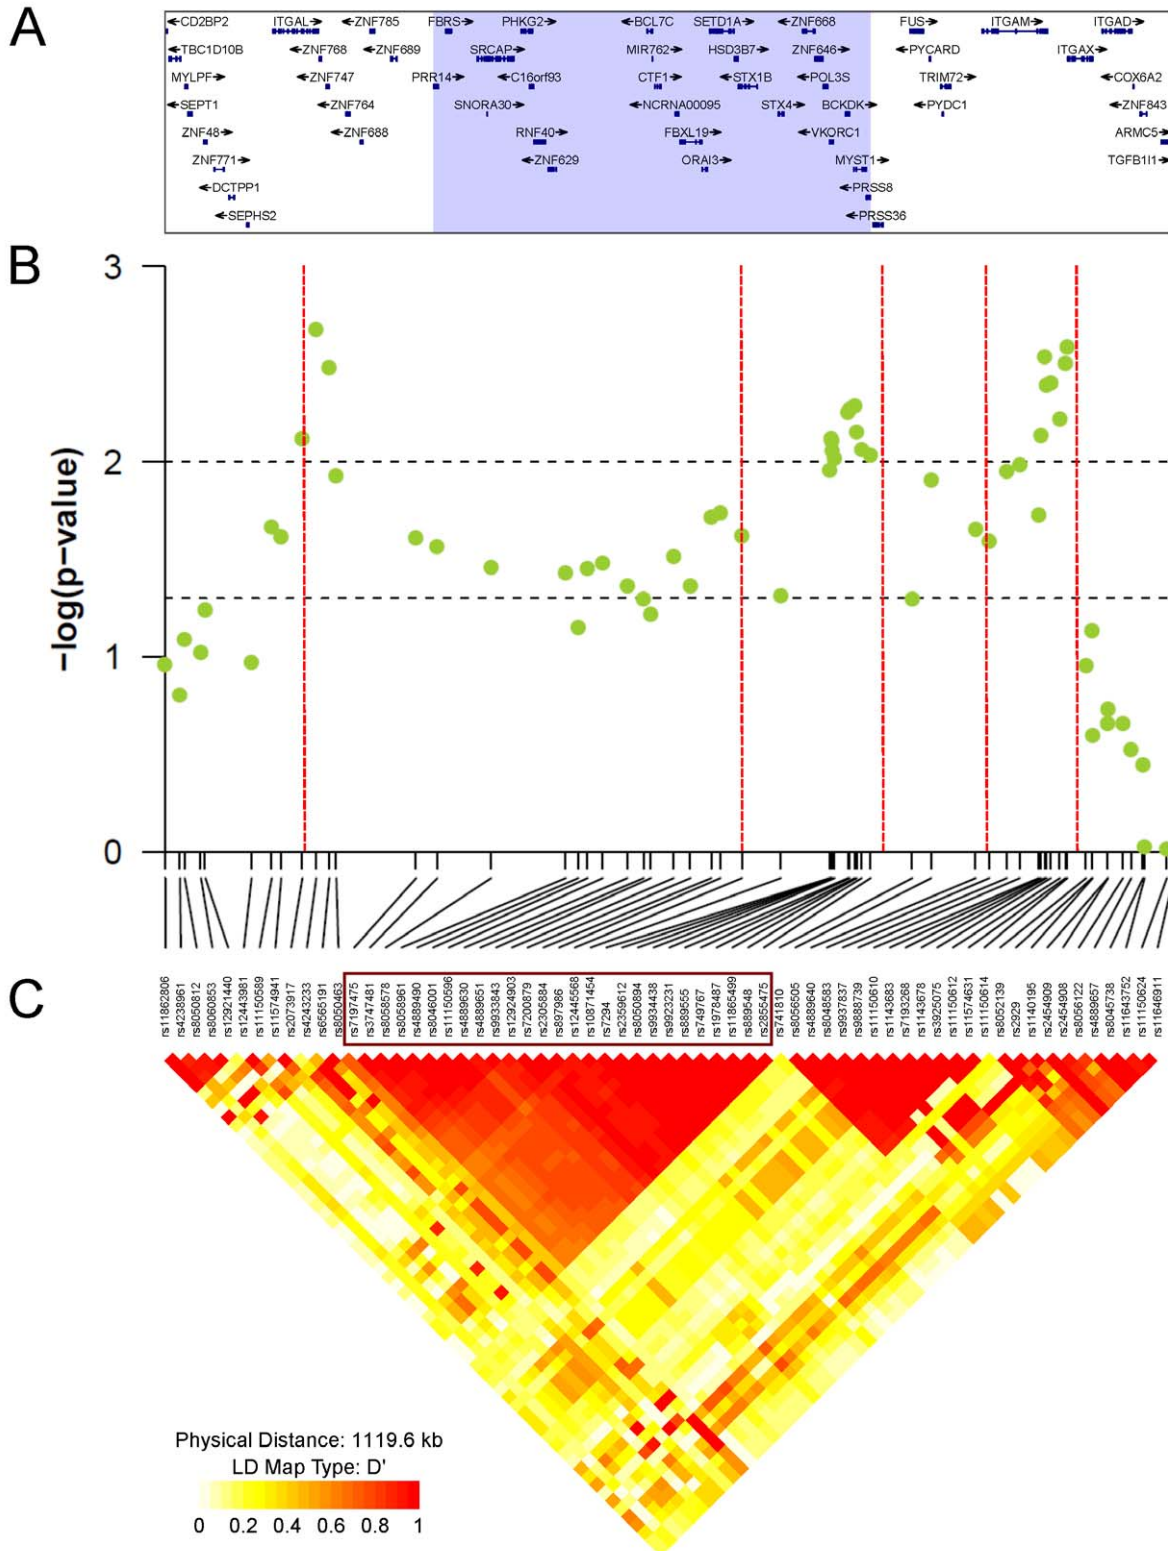 A
CD2BP2 ITGAL ZNF785 FBRS PHKG2 BCL7C SETD1A ZNF668 FUS ITGAM ITGAD
TBC1D10B ZNF768 ZNF689 SRCAP MIR762 HSD3B7 ZNF646 PYCARD ITGAX
MYLPF ZNF747 PRR14 C16orf93 CTF1 STX1B POL3S TRIM72 COX6A2
SEPT1 ZNF764 SNORA30 NCRNA00095 STX4 BCKDK PYDC1 ZNF843
ZNF48 ZNF688 RNF40 FBXL19 VKORC1 ARMC5
ZNF771 ZNF629 ORAI3 MYST1 TGFB1I1
DCTPP1 PRSS8
SEPHS2 PRSS36
B
3
2
1
0
−log(p−value)
C
rs11862806
rs4238961
rs8050812
rs8060853
rs12921440
rs12443981
rs11150589
rs11574941
rs2073917
rs4243233
rs6565191
rs8050463
rs7197475
rs3747481
rs8058578
rs8058961
rs4889490
rs8046001
rs11150596
rs4889630
rs4889651
rs9933843
rs12924903
rs7200879
rs2305884
rs897986
rs12445568
rs10871454
rs7294
rs2359612
rs8050894
rs9934438
rs9923231
rs889555
rs749767
rs1978487
rs11865499
rs889548
rs2855475
rs741810
rs8056505
rs4889640
rs8048583
rs9937837
rs9888739
rs11150610
rs1143683
rs7193268
rs1143678
rs3925075
rs11150612
rs11574631
rs11150614
rs8052139
rs2929
rs1140195
rs2454909
rs2454908
rs8056122
rs4889657
rs8045738
rs11643752
rs11150624
rs11646911
Physical Distance: 1119.6 kb
LD Map Type: D'
0 0.2 0.4 0.6 0.8 1